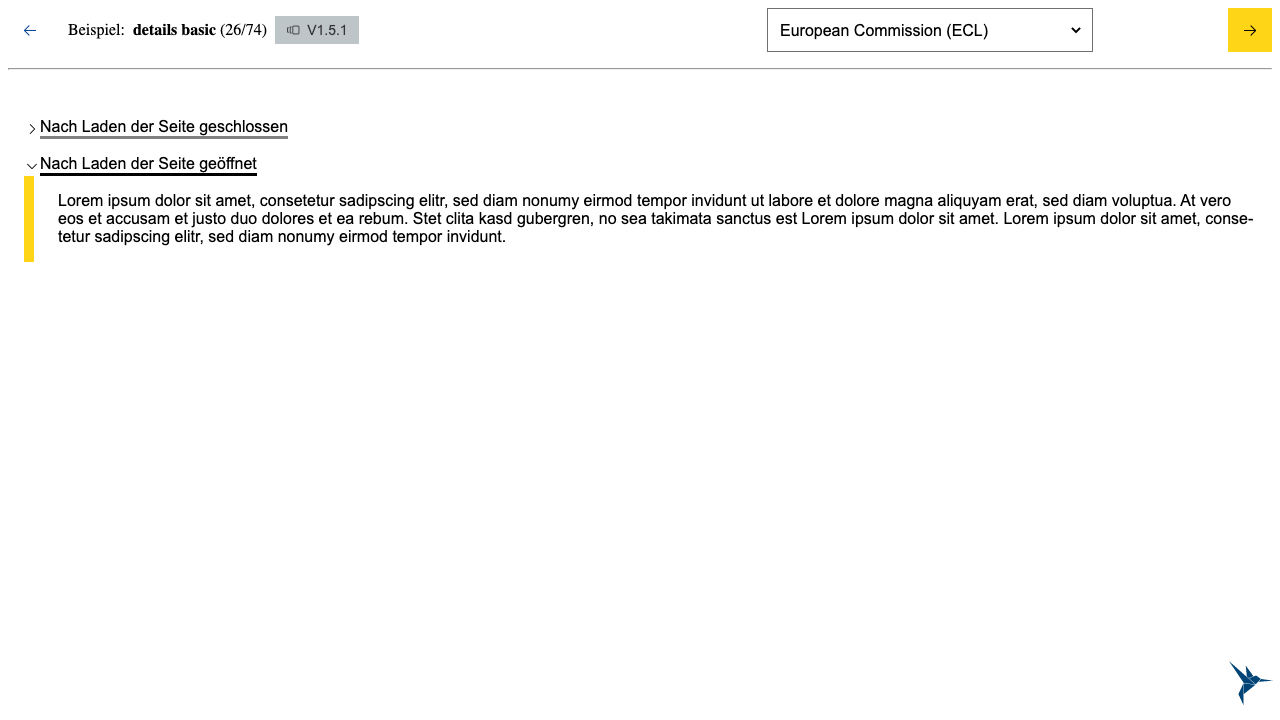 Beispiel: details basic (26/74) V1.5.1 European Commission (ECL)
Nach Laden der Seite geschlossen
Nach Laden der Seite geöffnet
Lorem ipsum dolor sit amet, consetetur sadipscing elitr, sed diam nonumy eirmod tempor invidunt ut labore et dolore magna aliquyam erat, sed diam voluptua. At vero
eos et accusam et justo duo dolores et ea rebum. Stet clita kasd gubergren, no sea takimata sanctus est Lorem ipsum dolor sit amet. Lorem ipsum dolor sit amet, conse-
tetur sadipscing elitr, sed diam nonumy eirmod tempor invidunt.